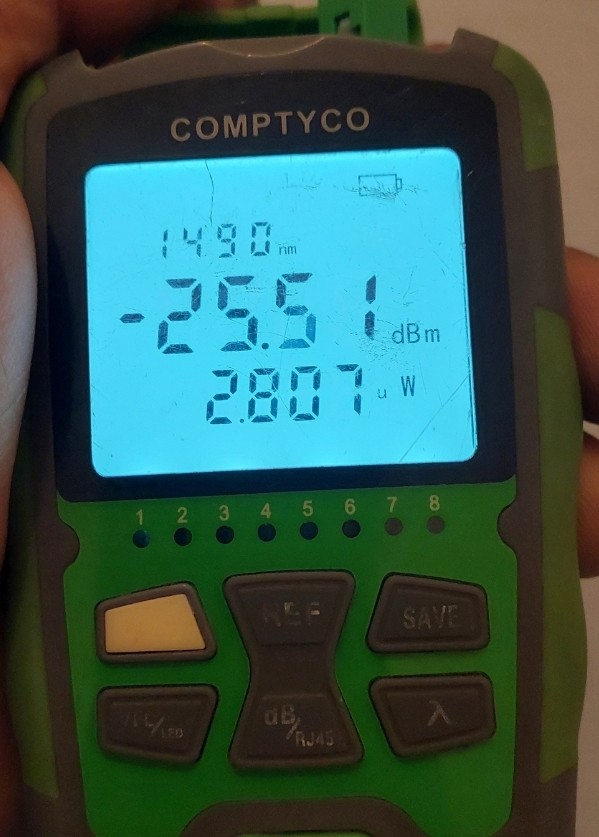 COMPTYCO
1490 nm
-25.51 dBm
2.807 u W
1 2 3 4 5 6 7 8
REF SAVE
VFL/LED dB/RJ45 λ